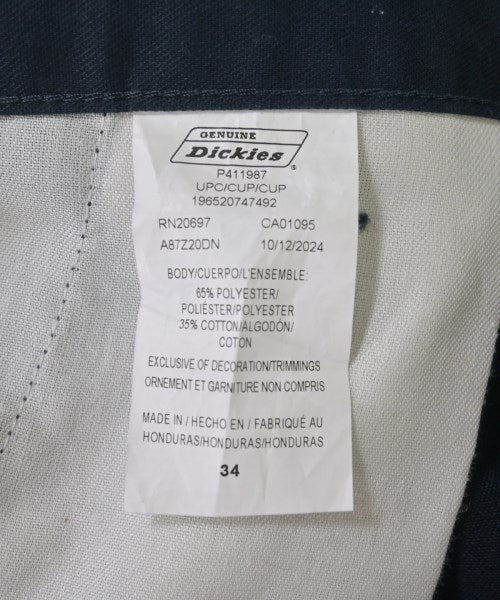 GENUINE
Dickies
P411987
UPC/CUP/CUP
196520747492
RN20697 CA01095
A87Z20DN 10/12/2024
BODY/CUERPO/L'ENSEMBLE:
65% POLYESTER/
POLIÉSTER/POLYESTER
35% COTTON/ALGODÓN/
COTON
EXCLUSIVE OF DECORATION/TRIMMINGS
ORNEMENT ET GARNITURE NON COMPRIS
MADE IN / HECHO EN / FABRIQUÉ AU
HONDURAS/HONDURAS/HONDURAS
34